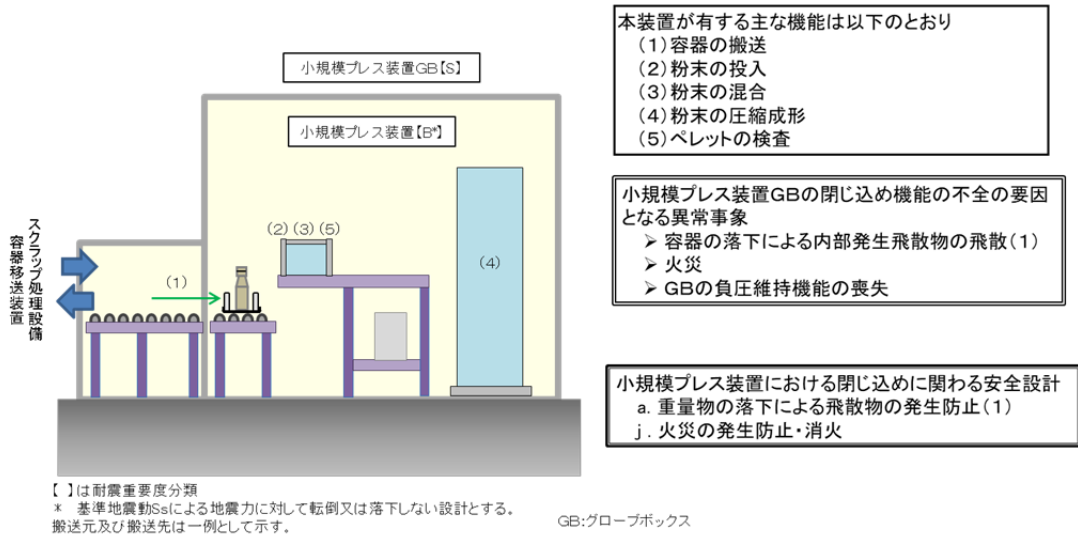 小規模プレス装置GB【S】
小規模プレス装置【B*】
スクラップ処理設備
容器移送装置
(1)
(2)(3)(5)
(4)
【 】は耐震重要度分類
* 基準地震動Ssによる地震力に対して転倒又は落下しない設計とする。
搬送元及び搬送先は一例として示す。
GB:グローブボックス
本装置が有する主な機能は以下のとおり
(1)容器の搬送
(2)粉末の投入
(3)粉末の混合
(4)粉末の圧縮成形
(5)ペレットの検査
小規模プレス装置GBの閉じ込め機能の不全の要因
となる異常事象
➢ 容器の落下による内部発生飛散物の飛散(1)
➢ 火災
➢ GBの負圧維持機能の喪失
小規模プレス装置における閉じ込めに関わる安全設計
a. 重量物の落下による飛散物の発生防止(1)
j. 火災の発生防止・消火